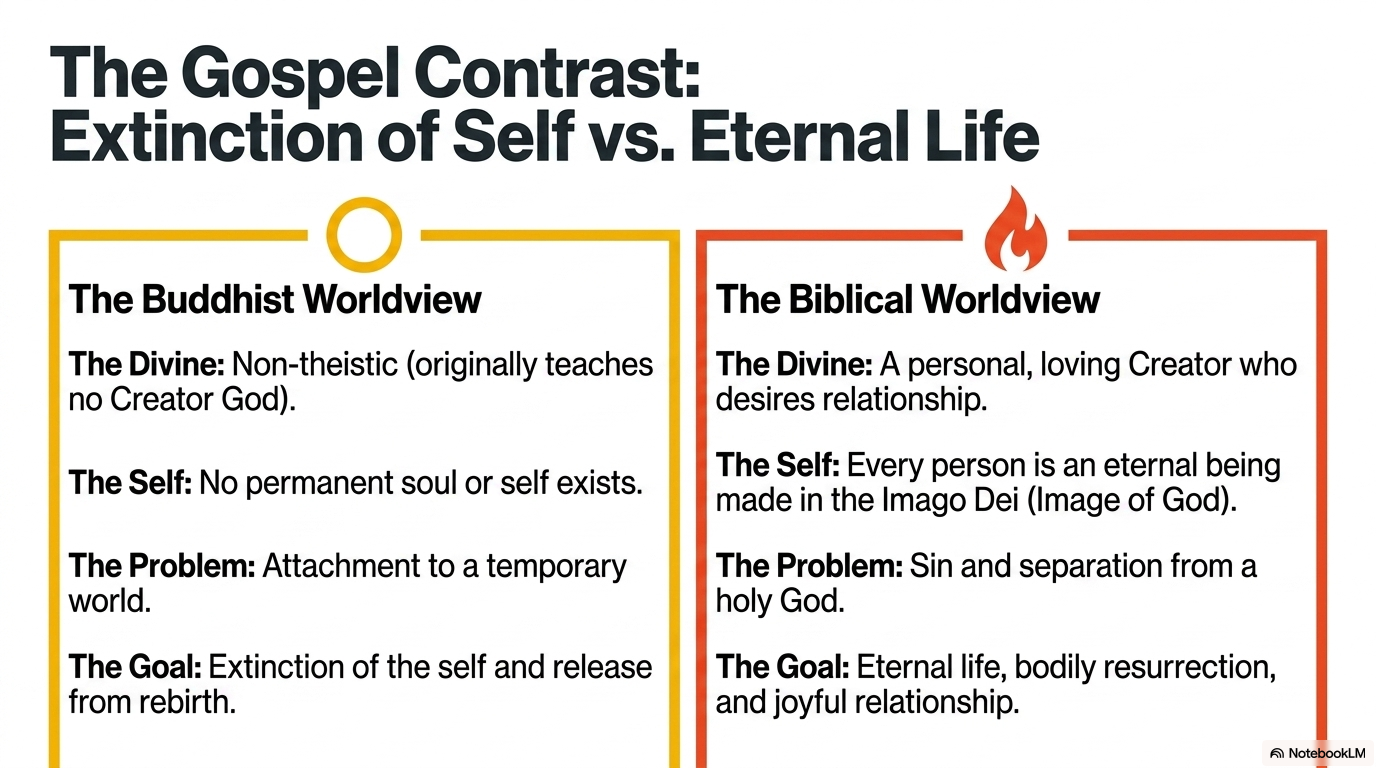 The Gospel Contrast:
Extinction of Self vs. Eternal Life
The Buddhist Worldview
The Divine: Non-theistic (originally teaches
no Creator God).
The Self: No permanent soul or self exists.
The Problem: Attachment to a temporary
world.
The Goal: Extinction of the self and release
from rebirth.
The Biblical Worldview
The Divine: A personal, loving Creator who
desires relationship.
The Self: Every person is an eternal being
made in the Imago Dei (Image of God).
The Problem: Sin and separation from a
holy God.
The Goal: Eternal life, bodily resurrection,
and joyful relationship.
NotebookLM